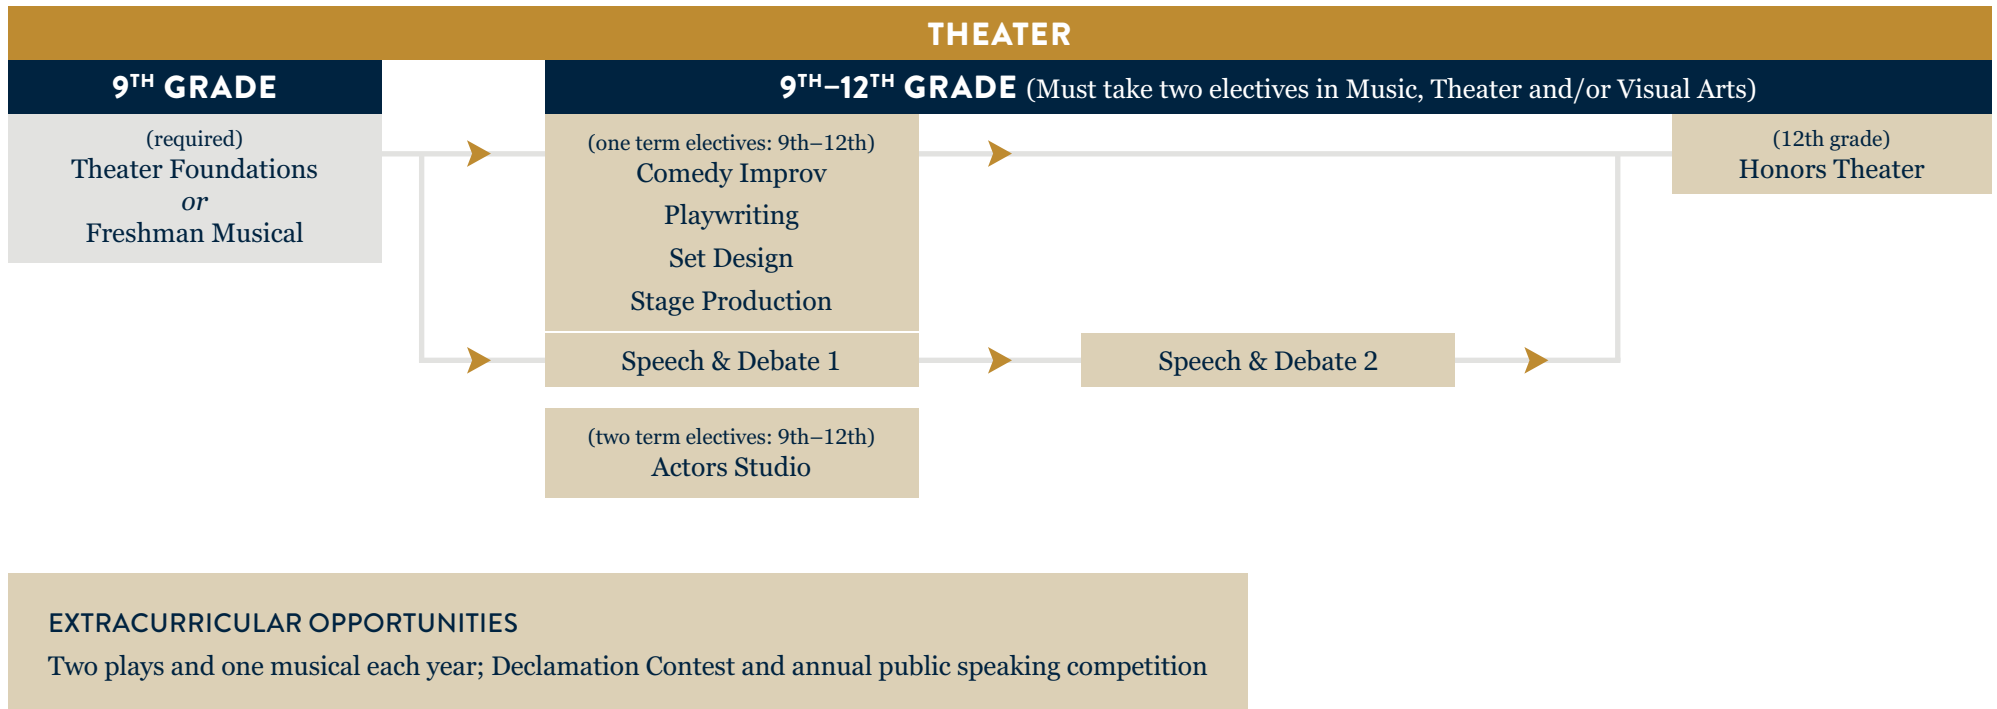 THEATER
9TH GRADE
(required)
Theater Foundations
or
Freshman Musical
9TH–12TH GRADE (Must take two electives in Music, Theater and/or Visual Arts)
(one term electives: 9th–12th)
Comedy Improv
Playwriting
Set Design
Stage Production
Speech & Debate 1
Speech & Debate 2
(12th grade)
Honors Theater
(two term electives: 9th–12th)
Actors Studio
EXTRACURRICULAR OPPORTUNITIES
Two plays and one musical each year; Declamation Contest and annual public speaking competition